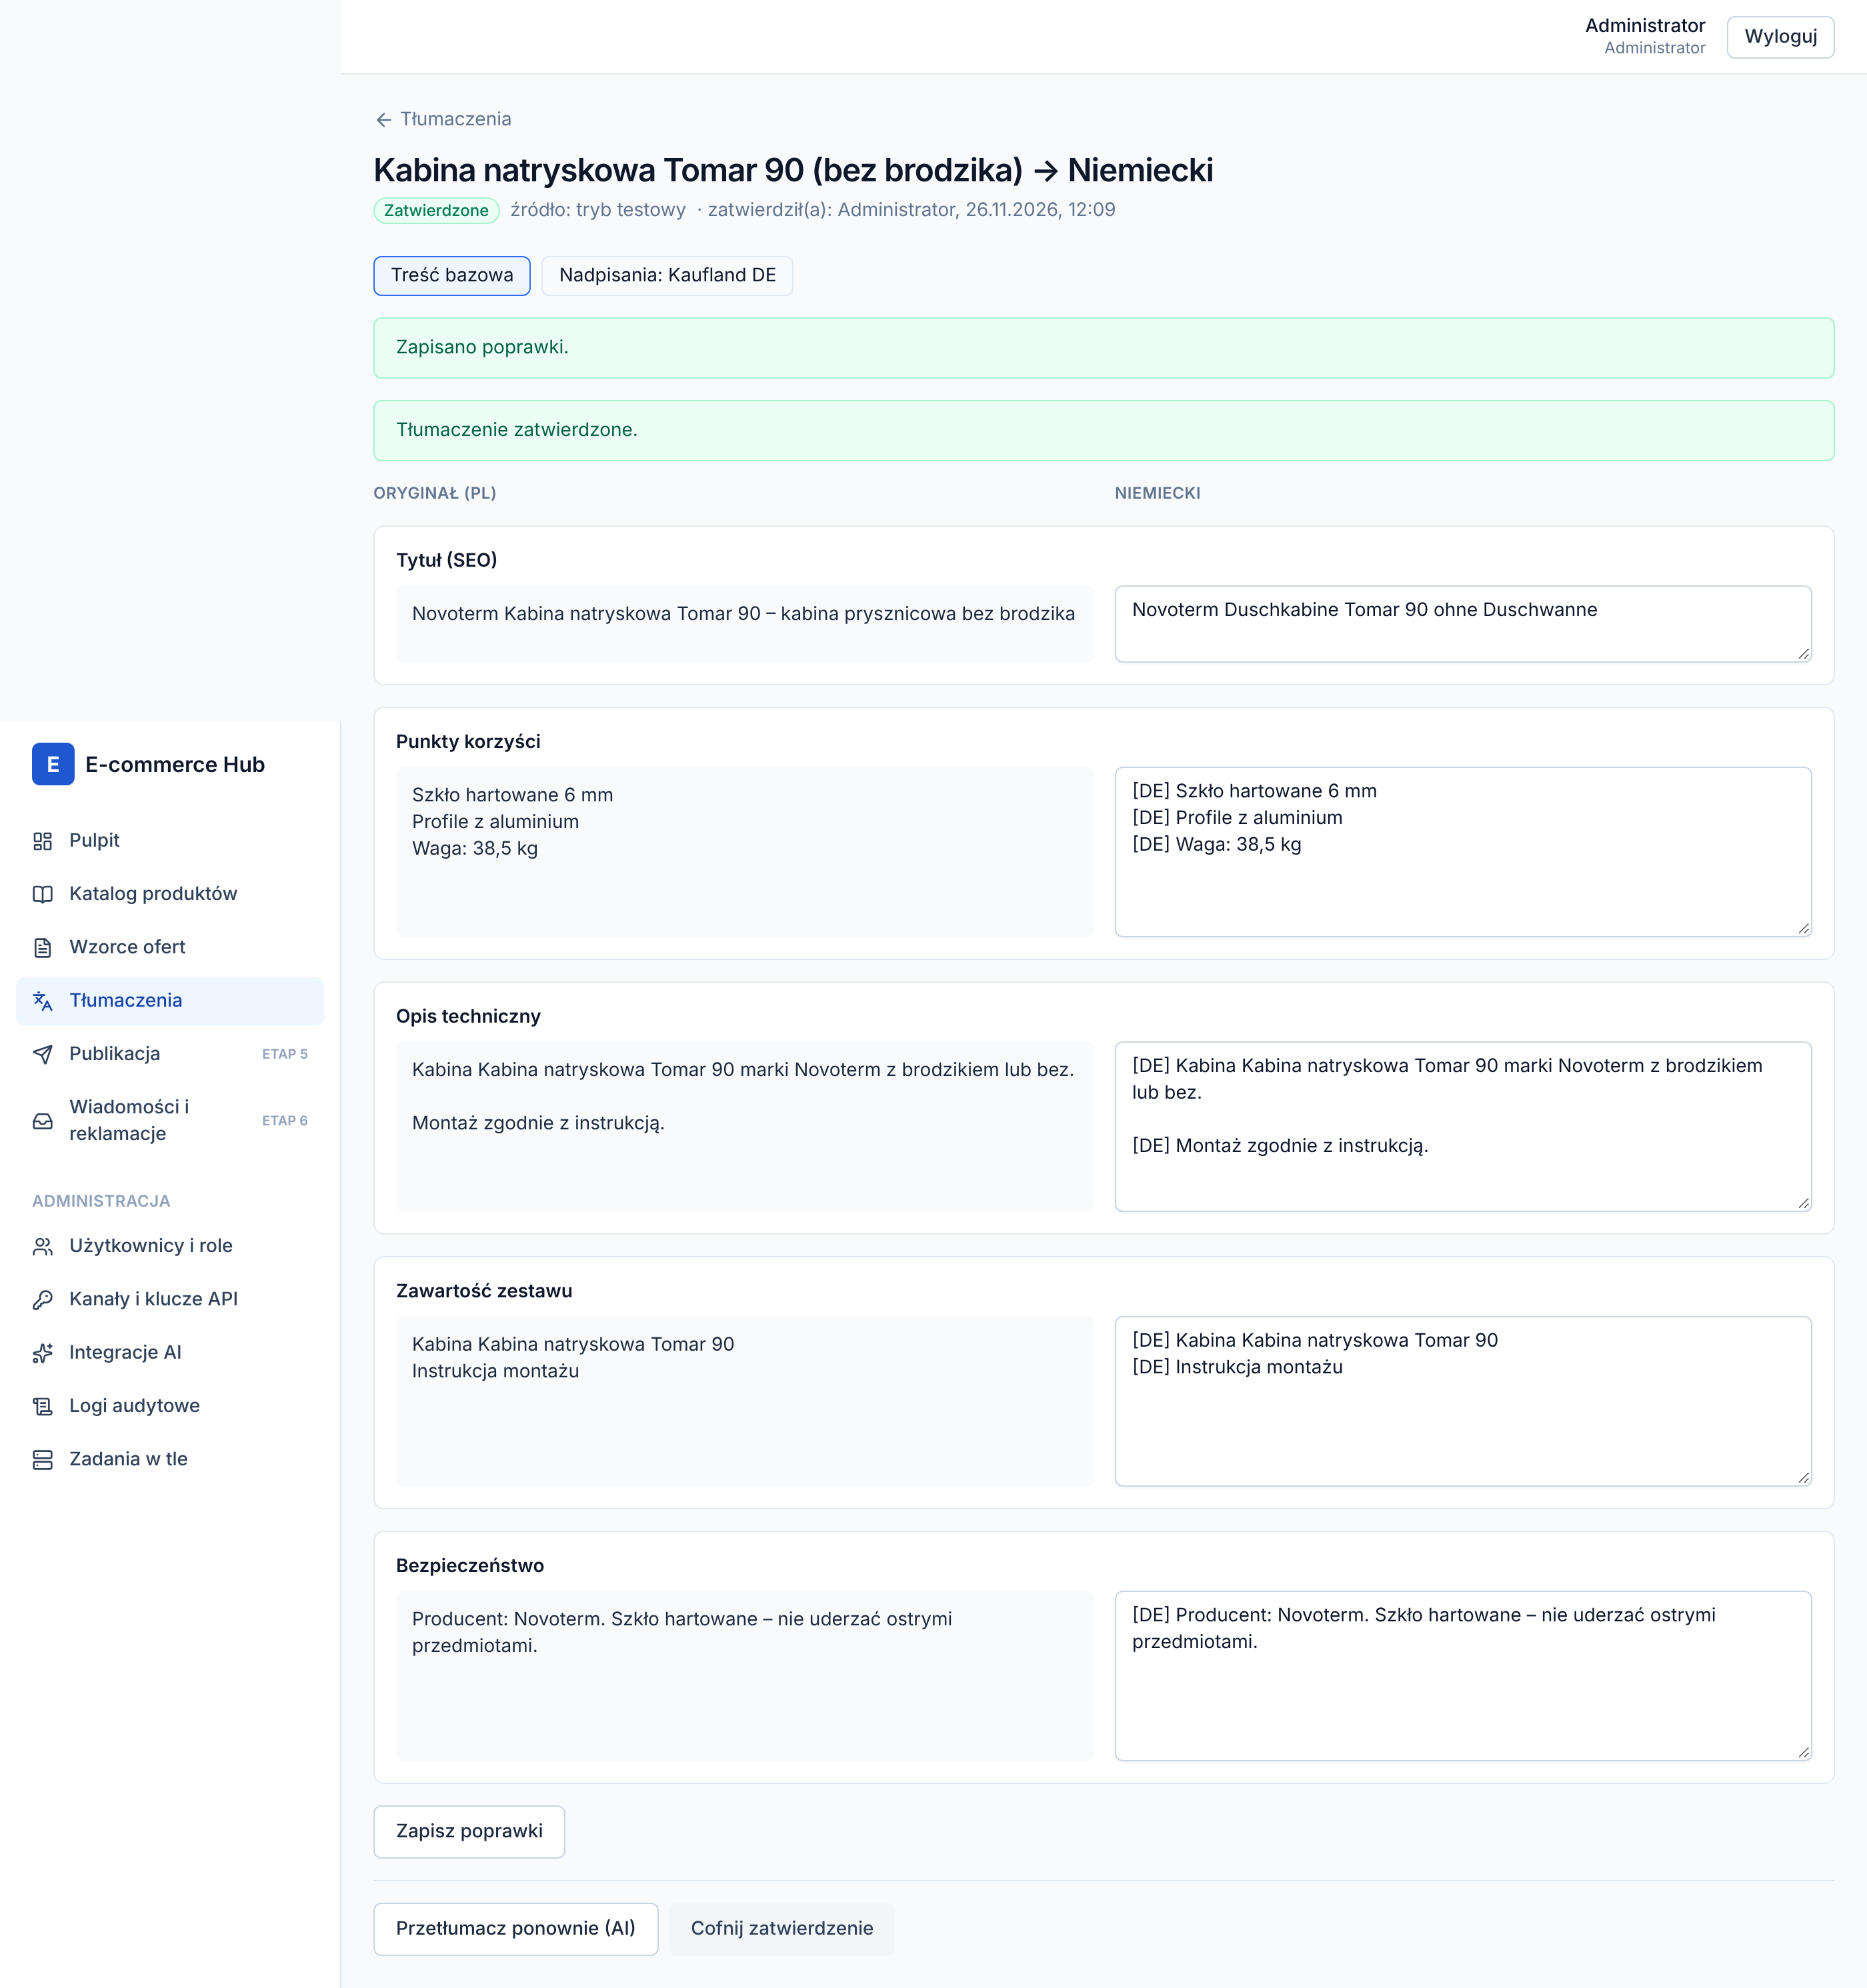 Administrator
Administrator
Wyloguj
← Tłumaczenia
Kabina natryskowa Tomar 90 (bez brodzika) → Niemiecki
Zatwierdzone źródło: tryb testowy · zatwierdził(a): Administrator, 26.11.2026, 12:09
Treść bazowa
Nadpisania: Kaufland DE
Zapisano poprawki.
Tłumaczenie zatwierdzone.
ORYGINAŁ (PL)
NIEMIECKI
Tytuł (SEO)
Novoterm Kabina natryskowa Tomar 90 – kabina prysznicowa bez brodzika
Novoterm Duschkabine Tomar 90 ohne Duschwanne
Punkty korzyści
Szkło hartowane 6 mm
Profile z aluminium
Waga: 38,5 kg
[DE] Szkło hartowane 6 mm
[DE] Profile z aluminium
[DE] Waga: 38,5 kg
Opis techniczny
Kabina Kabina natryskowa Tomar 90 marki Novoterm z brodzikiem lub bez.
Montaż zgodnie z instrukcją.
[DE] Kabina Kabina natryskowa Tomar 90 marki Novoterm z brodzikiem
lub bez.
[DE] Montaż zgodnie z instrukcją.
Zawartość zestawu
Kabina Kabina natryskowa Tomar 90
Instrukcja montażu
[DE] Kabina Kabina natryskowa Tomar 90
[DE] Instrukcja montażu
Bezpieczeństwo
Producent: Novoterm. Szkło hartowane – nie uderzać ostrymi
przedmiotami.
[DE] Producent: Novoterm. Szkło hartowane – nie uderzać ostrymi
przedmiotami.
Zapisz poprawki
Przetłumacz ponownie (AI)
Cofnij zatwierdzenie
E
E-commerce Hub
Pulpit
Katalog produktów
Wzorce ofert
Tłumaczenia
Publikacja
ETAP 5
Wiadomości i
reklamacje
ETAP 6
ADMINISTRACJA
Użytkownicy i role
Kanały i klucze API
Integracje AI
Logi audytowe
Zadania w tle